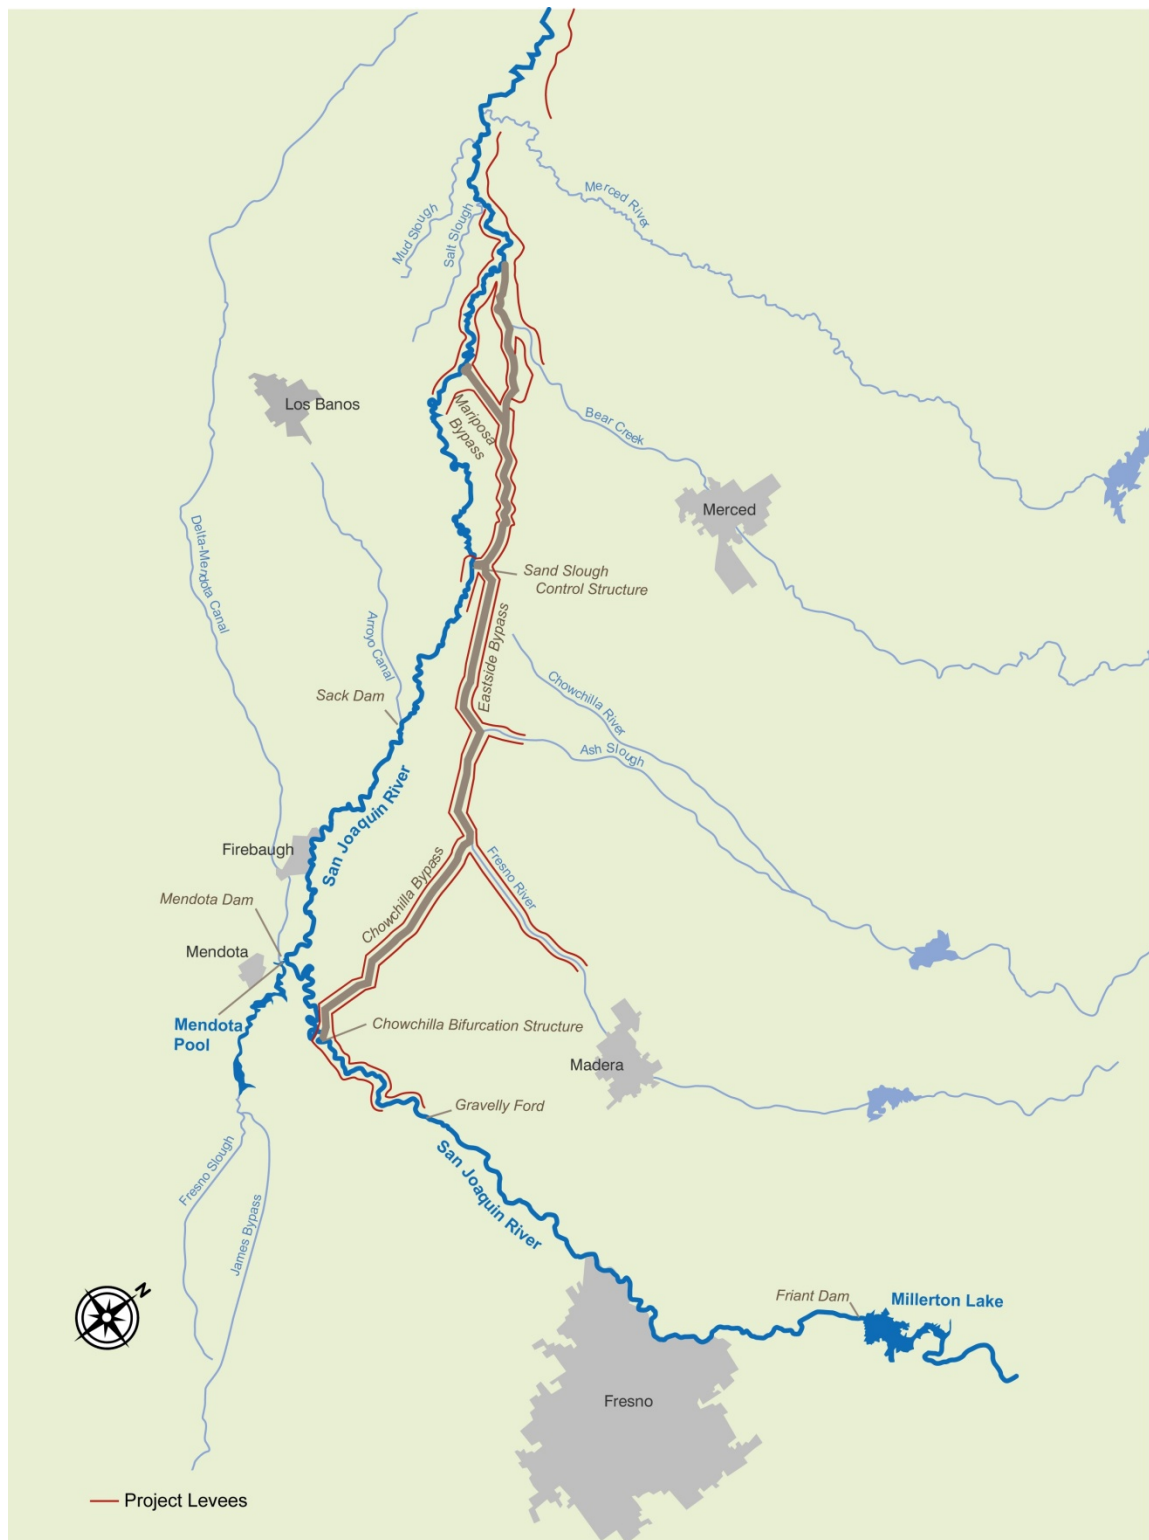 Merced River
Mud Slough
Salt Slough
Los Banos
Mariposa
Bypass
Bear Creek
Merced
Delta-Mendota Canal
Sand Slough
Control Structure
Arroyo Canal
Eastside Bypass
Chowchilla River
Sack Dam
Ash Slough
San Joaquin River
Firebaugh
Fresno River
Chowchilla Bypass
Mendota Dam
Mendota
Mendota
Pool
Chowchilla Bifurcation Structure
Madera
Gravelly Ford
Fresno Slough
San Joaquin River
James Bypass
N
Friant Dam
Millerton Lake
Fresno
Project Levees